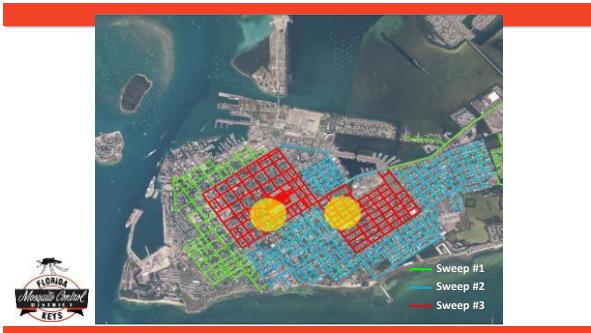 Sweep #1
Sweep #2
Sweep #3
FLORIDA
Mosquito Control
DISTRICT
KEYS